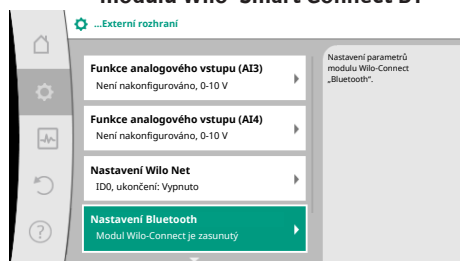 modulu Wilo-Smart Connect BT
...Externí rozhraní
Funkce analogového vstupu (AI3)
Není nakonfigurováno, 0-10 V
Funkce analogového vstupu (AI4)
Není nakonfigurováno, 0-10 V
Nastavení Wilo Net
ID0, ukončení: Vypnuto
Nastavení Bluetooth
Modul Wilo-Connect je zasunutý
Nastavení parametrů
modulu Wilo-Connect
„Bluetooth“.
?